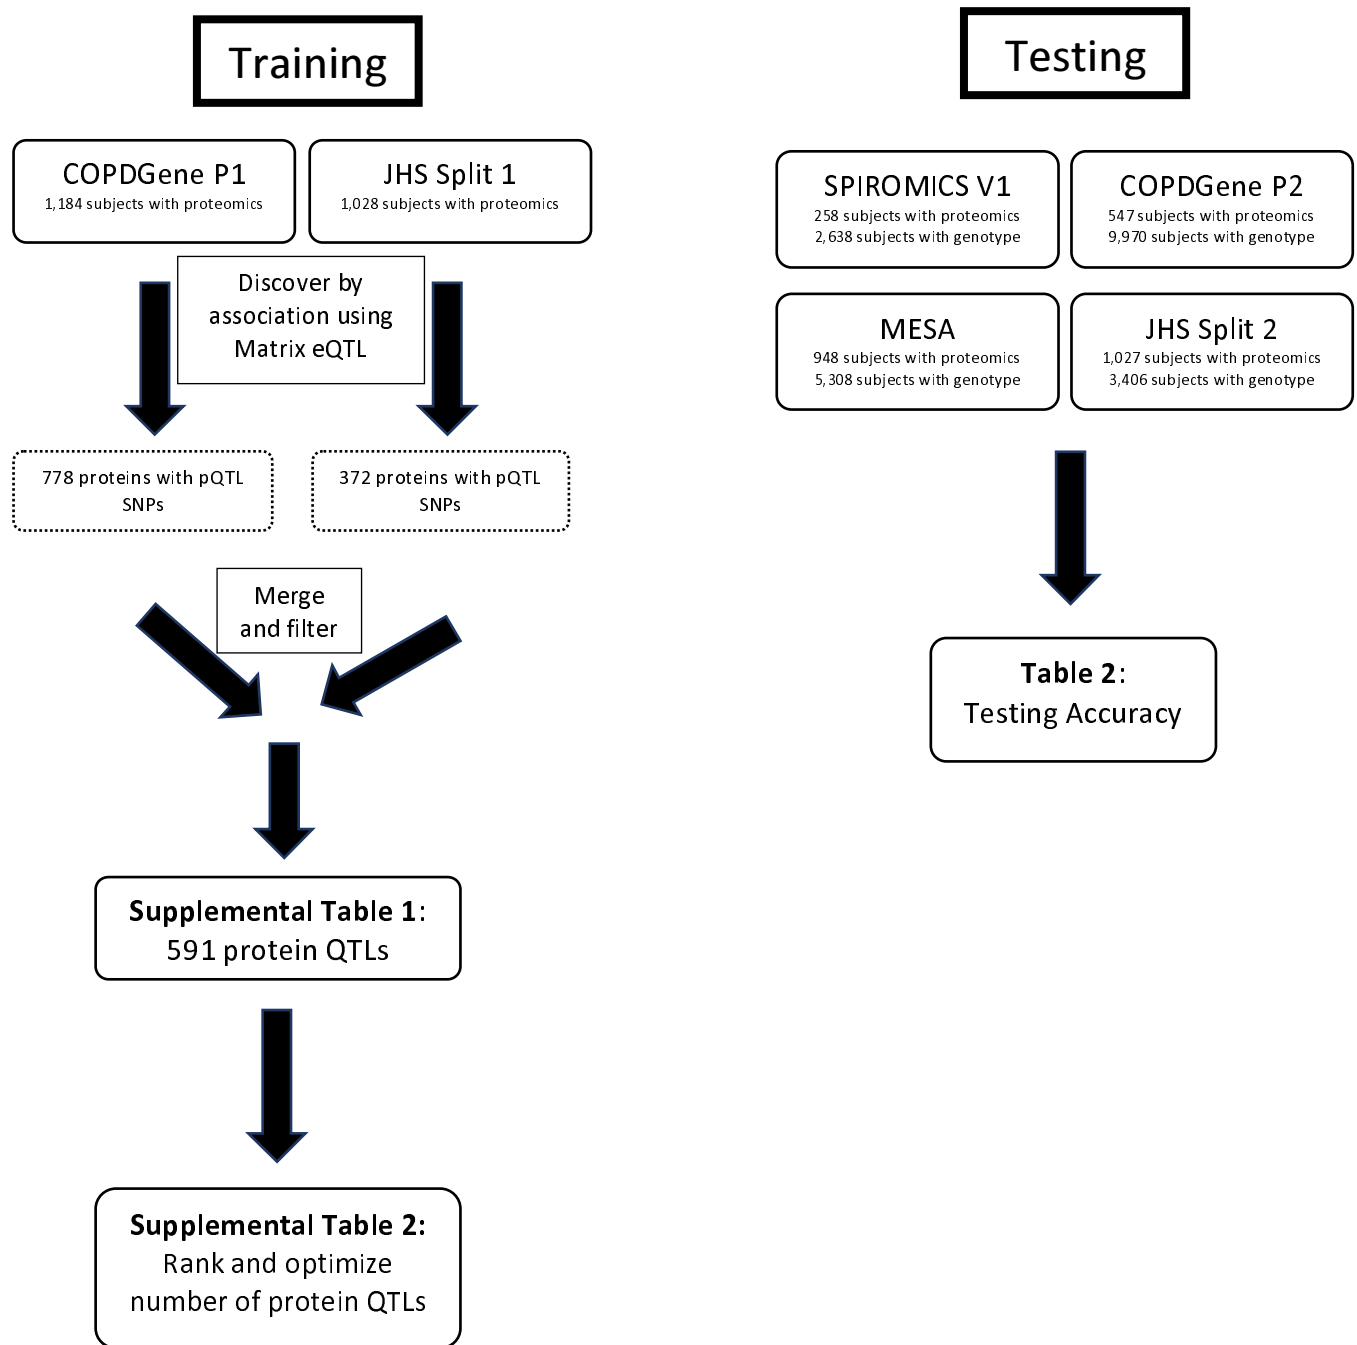 Training
COPDGene P1
1,184 subjects with proteomics
JHS Split 1
1,028 subjects with proteomics
Discover by
association using
Matrix eQTL
778 proteins with pQTL
SNPs
372 proteins with pQTL
SNPs
Merge
and filter
Supplemental Table 1:
591 protein QTLs
Supplemental Table 2:
Rank and optimize
number of protein QTLs
Testing
SPIROMICS V1
258 subjects with proteomics
2,638 subjects with genotype
COPDGene P2
547 subjects with proteomics
9,970 subjects with genotype
MESA
948 subjects with proteomics
5,308 subjects with genotype
JHS Split 2
1,027 subjects with proteomics
3,406 subjects with genotype
Table 2:
Testing Accuracy